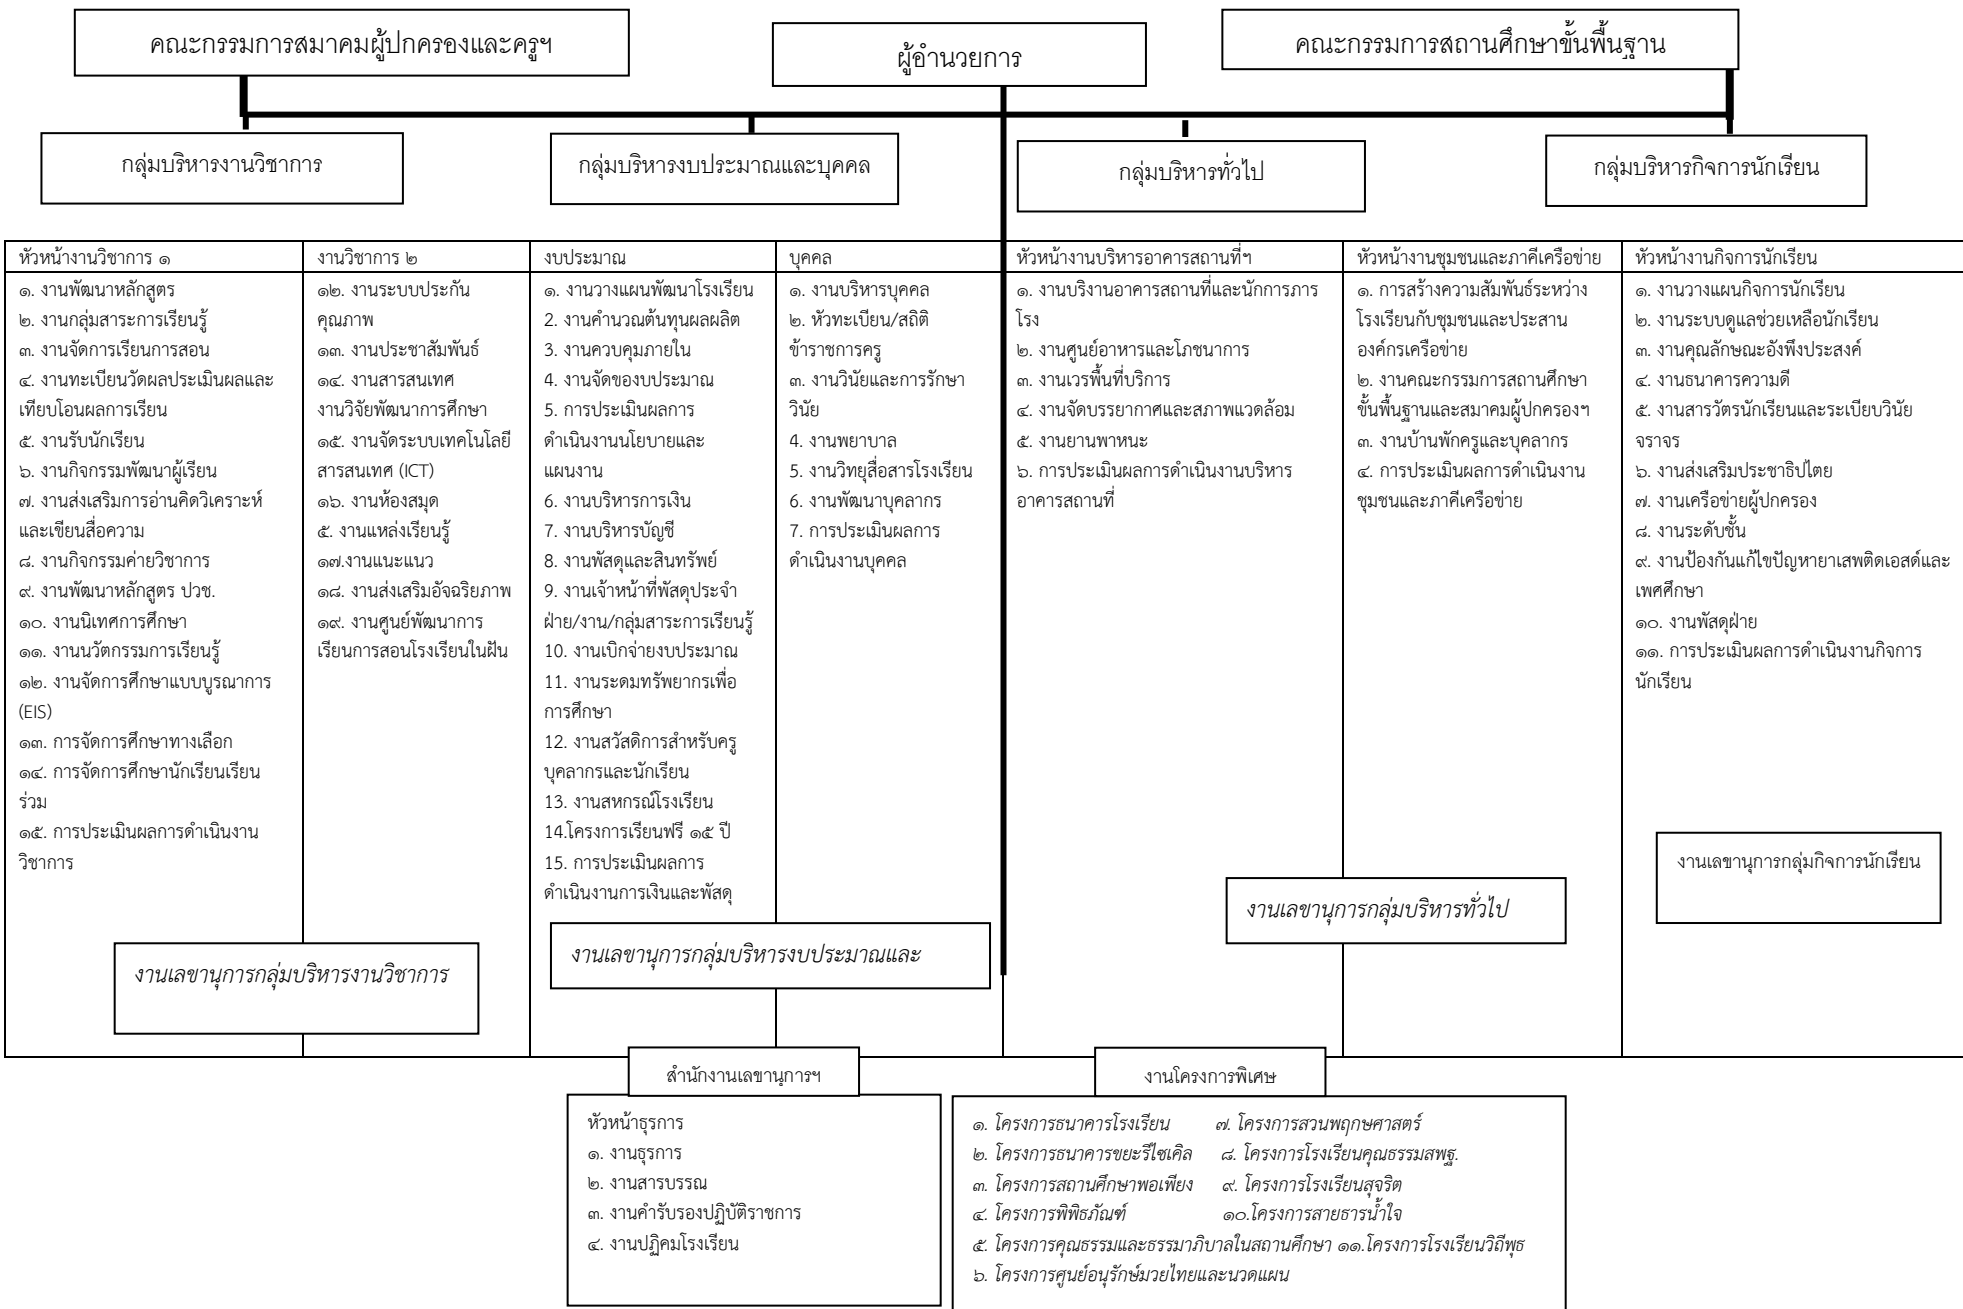 คณะกรรมการสมาคมผู้ปกครองและครูฯ
ผู้อำนวยการ
คณะกรรมการสถานศึกษาขั้นพื้นฐาน
กลุ่มบริหารงานวิชาการ
กลุ่มบริหารงบประมาณและบุคคล
กลุ่มบริหารทั่วไป
กลุ่มบริหารกิจการนักเรียน
หัวหน้างานวิชาการ ๑
๑. งานพัฒนาหลักสูตร
๒. งานกลุ่มสาระการเรียนรู้
๓. งานจัดการเรียนการสอน
๔. งานทะเบียนวัดผลประเมินผลและ
เทียบโอนผลการเรียน
๕. งานรับนักเรียน
๖. งานกิจกรรมพัฒนาผู้เรียน
๗. งานส่งเสริมการอ่านคิดวิเคราะห์
และเขียนสื่อความ
๘. งานกิจกรรมค่ายวิชาการ
๙. งานพัฒนาหลักสูตร ปวช.
๑๐. งานนิเทศการศึกษา
๑๑. งานนวัตกรรมการเรียนรู้
๑๒. งานจัดการศึกษาแบบบูรณาการ
(EIS)
๑๓. การจัดการศึกษาทางเลือก
๑๔. การจัดการศึกษานักเรียนเรียน
ร่วม
๑๕. การประเมินผลการดำเนินงาน
วิชาการ
งานวิชาการ ๒
๑๒. งานระบบประกัน
คุณภาพ
๑๓. งานประชาสัมพันธ์
๑๔. งานสารสนเทศ
งานวิจัยพัฒนาการศึกษา
๑๕. งานจัดระบบเทคโนโลยี
สารสนเทศ (ICT)
๑๖. งานห้องสมุด
๕. งานแหล่งเรียนรู้
๑๗.งานแนะแนว
๑๘. งานส่งเสริมอัจฉริยภาพ
๑๙. งานศูนย์พัฒนาการ
เรียนการสอนโรงเรียนในฝัน
งานเลขานุการกลุ่มบริหารงานวิชาการ
งบประมาณ
๑. งานวางแผนพัฒนาโรงเรียน
2. งานคำนวณต้นทุนผลผลิต
3. งานควบคุมภายใน
4. งานจัดของบประมาณ
5. การประเมินผลการ
ดำเนินงานนโยบายและ
แผนงาน
6. งานบริหารการเงิน
7. งานบริหารบัญชี
8. งานพัสดุและสินทรัพย์
9. งานเจ้าหน้าที่พัสดุประจำ
ฝ่าย/งาน/กลุ่มสาระการเรียนรู้
10. งานเบิกจ่ายงบประมาณ
11. งานระดมทรัพยากรเพื่อ
การศึกษา
12. งานสวัสดิการสำหรับครู
บุคลากรและนักเรียน
13. งานสหกรณ์โรงเรียน
14.โครงการเรียนฟรี ๑๕ ปี
15. การประเมินผลการ
ดำเนินงานการเงินและพัสดุ
บุคคล
๑. งานบริหารบุคคล
๒. หัวทะเบียน/สถิติ
ข้าราชการครู
๓. งานวินัยและการรักษา
วินัย
4. งานพยาบาล
5. งานวิทยุสื่อสารโรงเรียน
6. งานพัฒนาบุคลากร
7. การประเมินผลการ
ดำเนินงานบุคคล
งานเลขานุการกลุ่มบริหารงบประมาณและ
หัวหน้างานบริหารอาคารสถานที่ฯ
๑. งานบริงานอาคารสถานที่และนักการภาร
โรง
๒. งานศูนย์อาหารและโภชนาการ
๓. งานเวรพื้นที่บริการ
๔. งานจัดบรรยากาศและสภาพแวดล้อม
๕. งานยานพาหนะ
๖. การประเมินผลการดำเนินงานบริหาร
อาคารสถานที่
หัวหน้างานชุมชนและภาคีเครือข่าย
๑. การสร้างความสัมพันธ์ระหว่าง
โรงเรียนกับชุมชนและประสาน
องค์กรเครือข่าย
๒. งานคณะกรรมการสถานศึกษา
ขั้นพื้นฐานและสมาคมผู้ปกครองฯ
๓. งานบ้านพักครูและบุคลากร
๔. การประเมินผลการดำเนินงาน
ชุมชนและภาคีเครือข่าย
งานเลขานุการกลุ่มบริหารทั่วไป
หัวหน้างานกิจการนักเรียน
๑. งานวางแผนกิจการนักเรียน
๒. งานระบบดูแลช่วยเหลือนักเรียน
๓. งานคุณลักษณะอังพึงประสงค์
๔. งานธนาคารความดี
๕. งานสารวัตรนักเรียนและระเบียบวินัย
จราจร
๖. งานส่งเสริมประชาธิปไตย
๗. งานเครือข่ายผู้ปกครอง
๘. งานระดับชั้น
๙. งานป้องกันแก้ไขปัญหายาเสพติดเอสด์และ
เพศศึกษา
๑๐. งานพัสดุฝ่าย
๑๑. การประเมินผลการดำเนินงานกิจการ
นักเรียน
งานเลขานุการกลุ่มกิจการนักเรียน
สำนักงานเลขานุการฯ
หัวหน้าธุรการ
๑. งานธุรการ
๒. งานสารบรรณ
๓. งานคำรับรองปฏิบัติราชการ
๔. งานปฏิคมโรงเรียน
งานโครงการพิเศษ
๑. โครงการธนาคารโรงเรียน ๗. โครงการสวนพฤกษศาสตร์
๒. โครงการธนาคารขยะรีไซเคิล ๘. โครงการโรงเรียนคุณธรรมสพฐ.
๓. โครงการสถานศึกษาพอเพียง ๙. โครงการโรงเรียนสุจริต
๔. โครงการพิพิธภัณฑ์ ๑๐.โครงการสายธารน้ำใจ
๕. โครงการคุณธรรมและธรรมาภิบาลในสถานศึกษา ๑๑.โครงการโรงเรียนวิถีพุธ
๖. โครงการศูนย์อนุรักษ์มวยไทยและนวดแผน